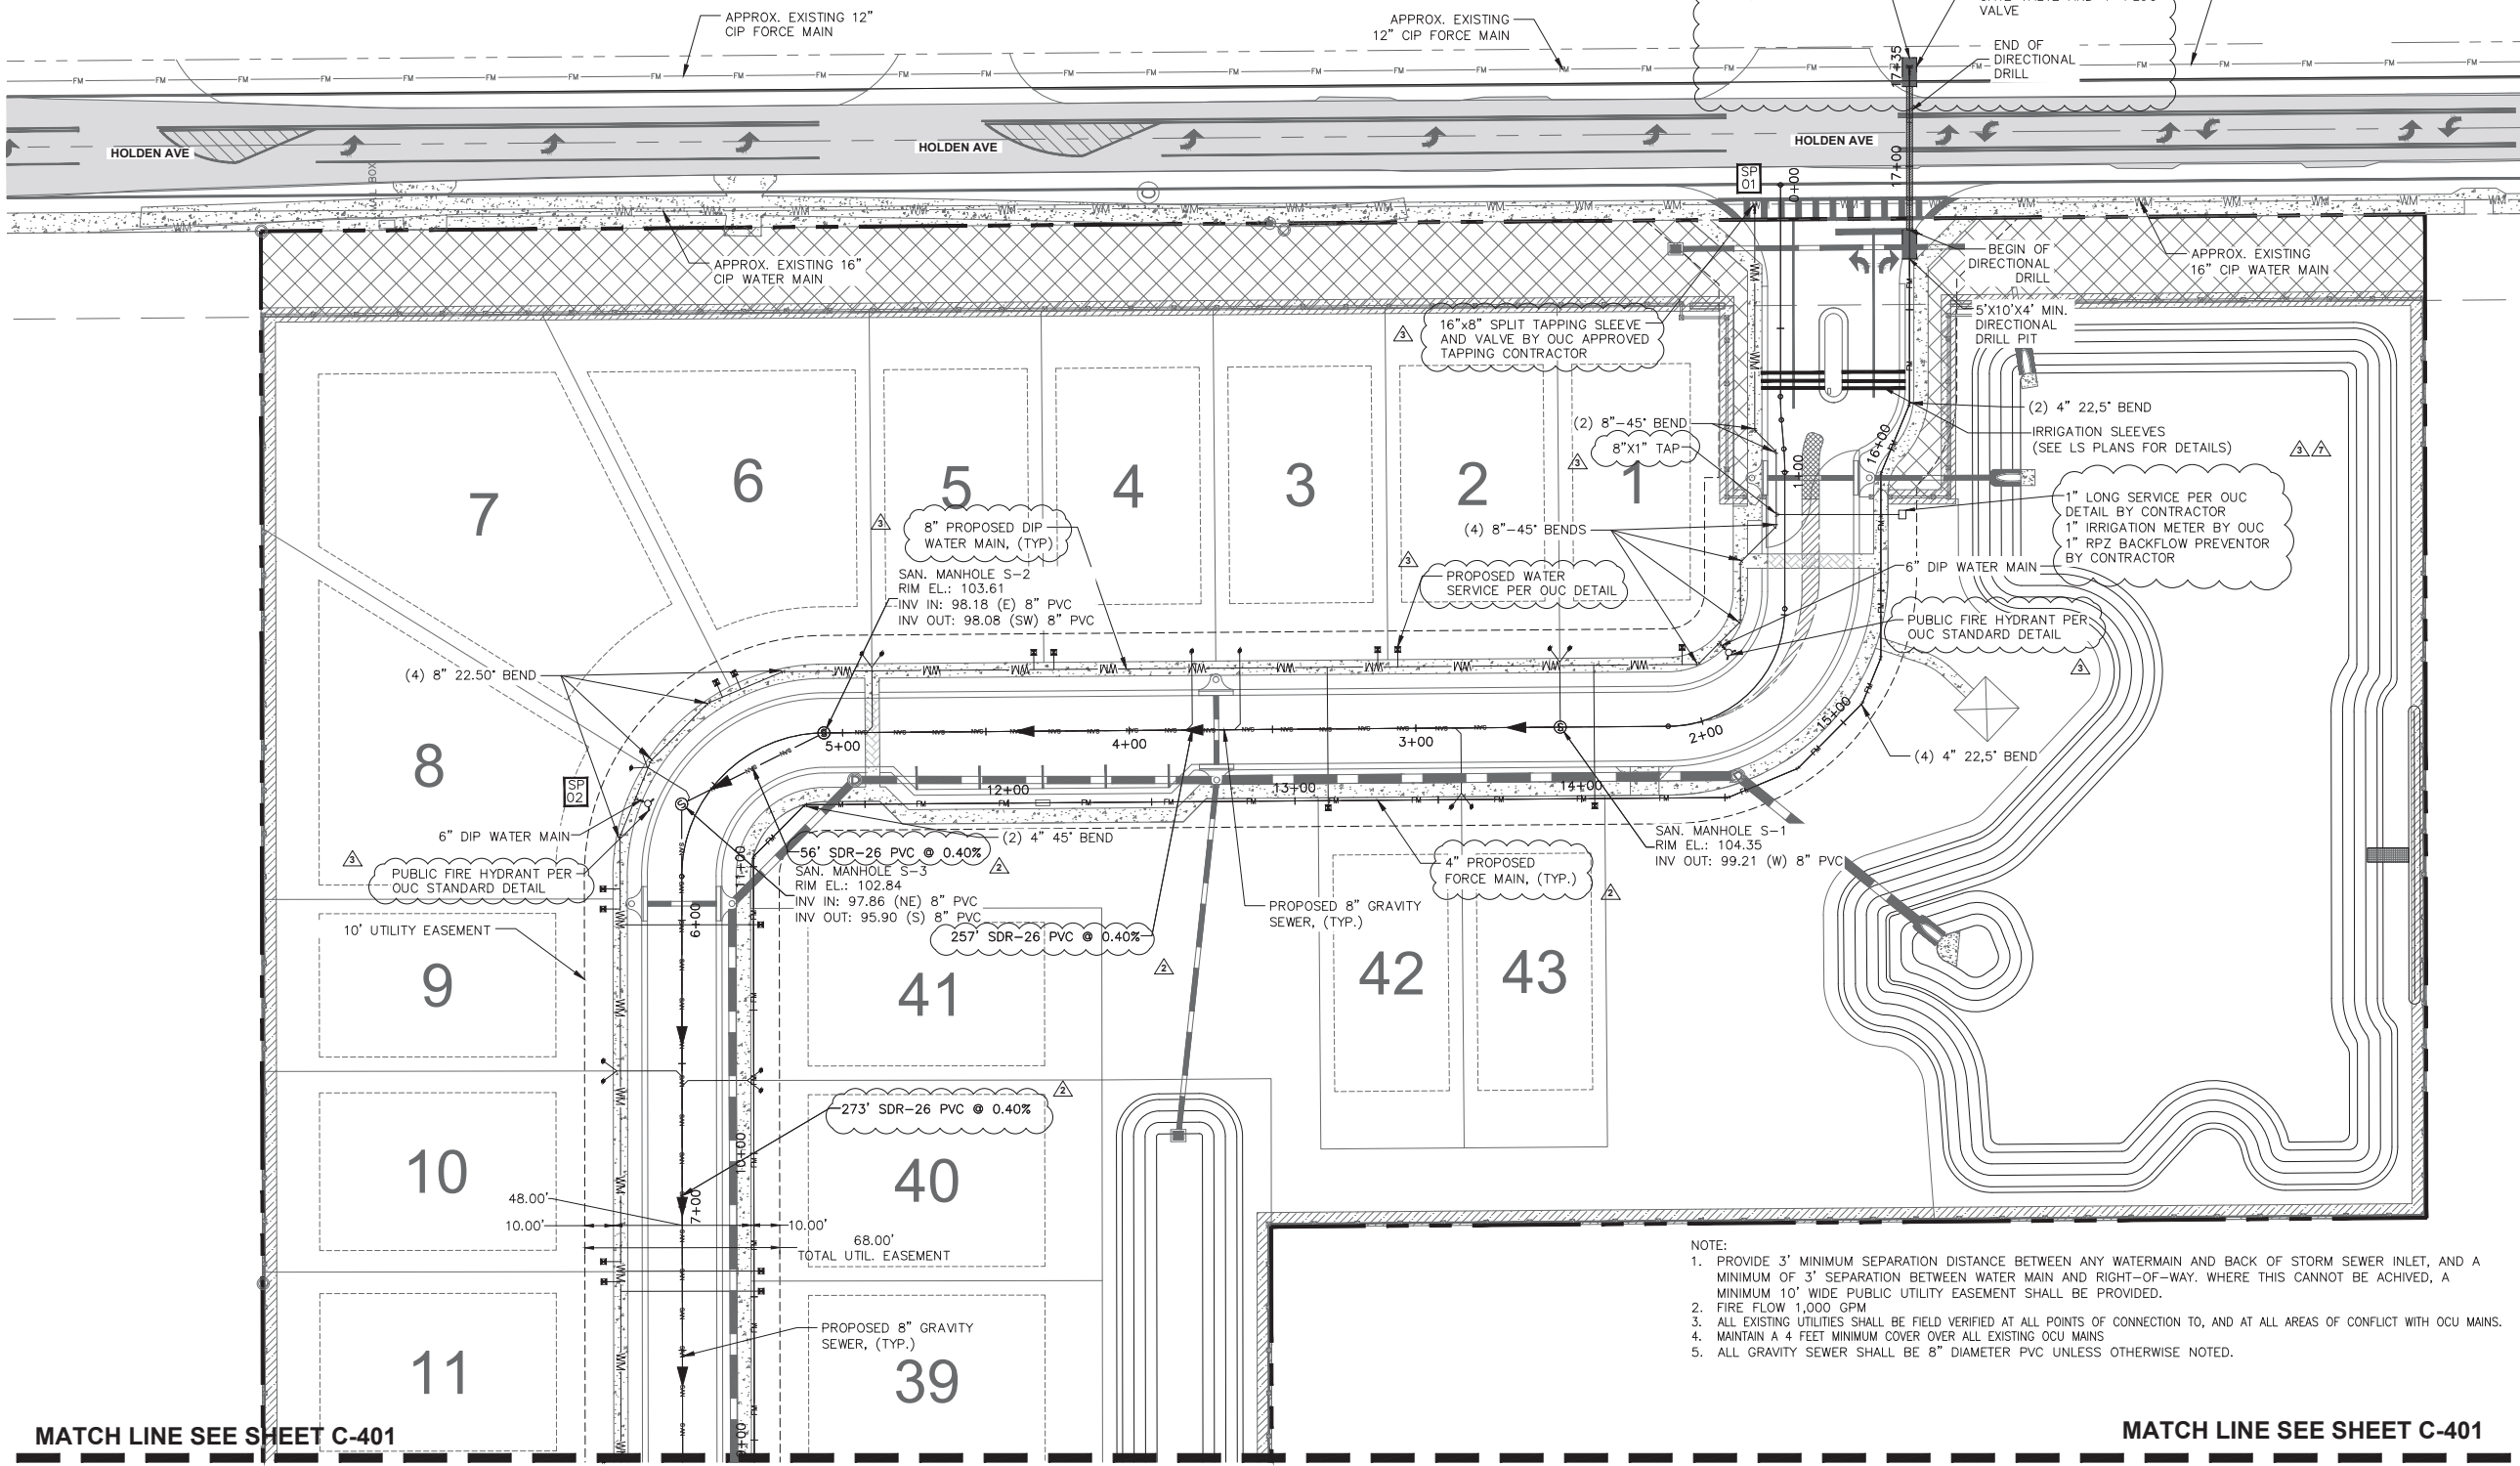 APPROX. EXISTING 12"
CIP FORCE MAIN
APPROX. EXISTING
12" CIP FORCE MAIN
VALVE
END OF
DIRECTIONAL
DRILL
17+35
FM
HOLDEN AVE
HOLDEN AVE
HOLDEN AVE
17+00
SP
01
0+00
WM
APPROX. EXISTING 16"
CIP WATER MAIN
BEGIN OF
DIRECTIONAL
DRILL
APPROX. EXISTING
16" CIP WATER MAIN
5'X10'X4' MIN.
DIRECTIONAL
DRILL PIT
3
16"x8" SPLIT TAPPING SLEEVE
AND VALVE BY OUC APPROVED
TAPPING CONTRACTOR
(2) 4" 22,5° BEND
IRRIGATION SLEEVES
(SEE LS PLANS FOR DETAILS)
3
7
(2) 8"-45° BEND
8"X1" TAP
3
16+00
1+00
7
6
5
4
3
2
1
1" LONG SERVICE PER OUC
DETAIL BY CONTRACTOR
1" IRRIGATION METER BY OUC
1" RPZ BACKFLOW PREVENTOR
BY CONTRACTOR
3
8" PROPOSED DIP
WATER MAIN, (TYP)
(4) 8"-45° BENDS
SAN. MANHOLE S-2
RIM EL.: 103.61
INV IN: 98.18 (E) 8" PVC
INV OUT: 98.08 (SW) 8" PVC
3
PROPOSED WATER
SERVICE PER OUC DETAIL
6" DIP WATER MAIN
PUBLIC FIRE HYDRANT PER
OUC STANDARD DETAIL
3
(4) 8" 22.50° BEND
WM
5+00
4+00
3+00
2+00
15+00
(4) 4" 22,5° BEND
8
SP
02
12+00
13+00
14+00
6" DIP WATER MAIN
3
PUBLIC FIRE HYDRANT PER
OUC STANDARD DETAIL
(2) 4" 45° BEND
56' SDR-26 PVC @ 0.40%
2
SAN. MANHOLE S-3
RIM EL.: 102.84
INV IN: 97.86 (NE) 8" PVC
INV OUT: 95.90 (S) 8" PVC
11+00
SAN. MANHOLE S-1
RIM EL.: 104.35
INV OUT: 99.21 (W) 8" PVC
4" PROPOSED
FORCE MAIN, (TYP.)
2
PROPOSED 8" GRAVITY
SEWER, (TYP.)
257' SDR-26 PVC @ 0.40%
2
10' UTILITY EASEMENT
6+00
9
41
42
43
273' SDR-26 PVC @ 0.40%
2
10+00
10
40
48.00'
7+00
10.00'
10.00'
68.00'
TOTAL UTIL. EASEMENT
PROPOSED 8" GRAVITY
SEWER, (TYP.)
11
39
9+00
NOTE:
1. PROVIDE 3' MINIMUM SEPARATION DISTANCE BETWEEN ANY WATERMAIN AND BACK OF STORM SEWER INLET, AND A
MINIMUM OF 3' SEPARATION BETWEEN WATER MAIN AND RIGHT-OF-WAY. WHERE THIS CANNOT BE ACHIVED, A
MINIMUM 10' WIDE PUBLIC UTILITY EASEMENT SHALL BE PROVIDED.
2. FIRE FLOW 1,000 GPM
3. ALL EXISTING UTILITIES SHALL BE FIELD VERIFIED AT ALL POINTS OF CONNECTION TO, AND AT ALL AREAS OF CONFLICT WITH OCU MAINS.
4. MAINTAIN A 4 FEET MINIMUM COVER OVER ALL EXISTING OCU MAINS
5. ALL GRAVITY SEWER SHALL BE 8" DIAMETER PVC UNLESS OTHERWISE NOTED.
MATCH LINE SEE SHEET C-401
MATCH LINE SEE SHEET C-401